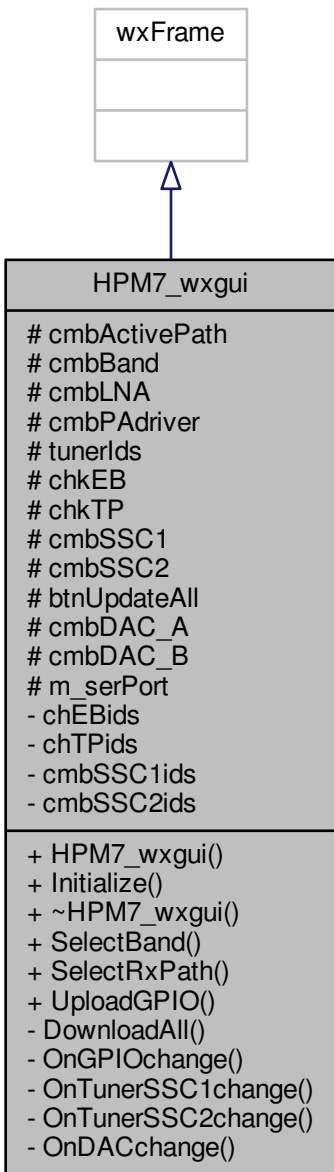 wxFrame
HPM7_wxgui
# cmbActivePath
# cmbBand
# cmbLNA
# cmbPAdriver
# tunerIds
# chkEB
# chkTP
# cmbSSC1
# cmbSSC2
# btnUpdateAll
# cmbDAC_A
# cmbDAC_B
# m_serPort
- chEBids
- chTPids
- cmbSSC1ids
- cmbSSC2ids
+ HPM7_wxgui()
+ Initialize()
+ ~HPM7_wxgui()
+ SelectBand()
+ SelectRxPath()
+ UploadGPIO()
- DownloadAll()
- OnGPIOchange()
- OnTunerSSC1change()
- OnTunerSSC2change()
- OnDACchange()